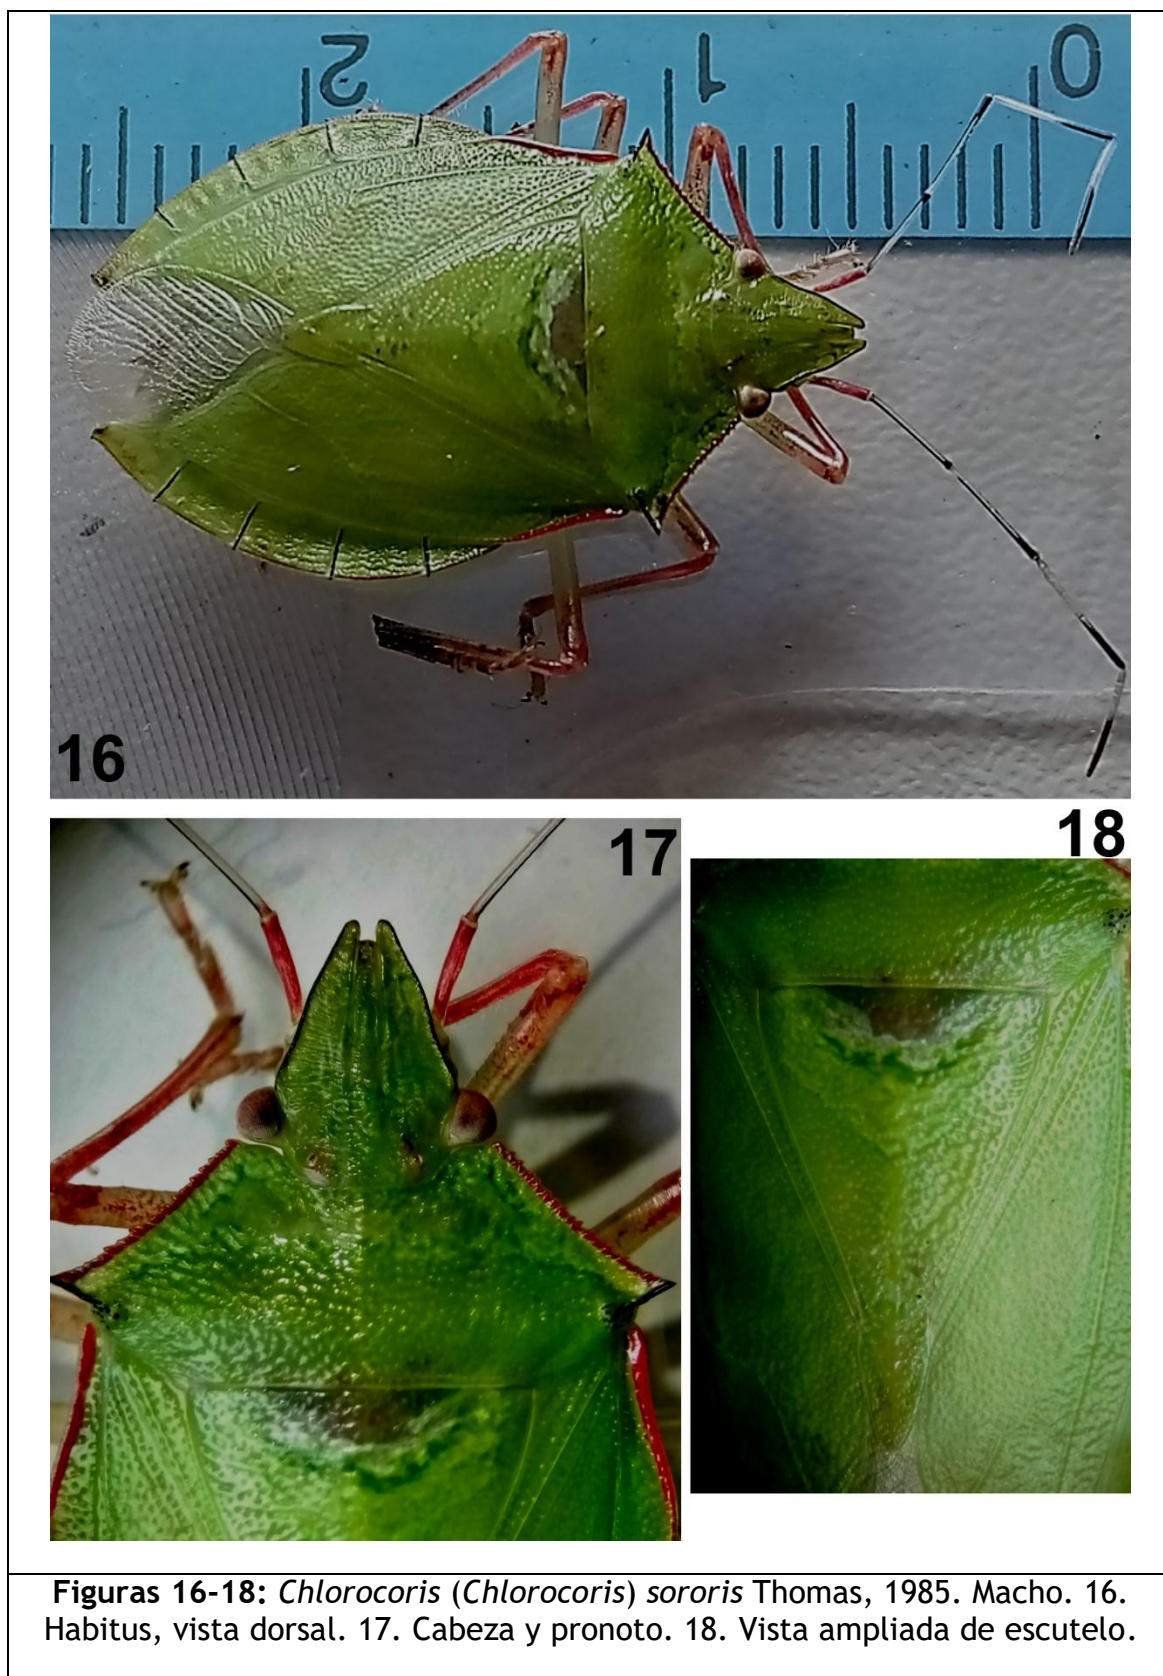 2 1 0
16
17
18
Figuras 16-18: Chlorocoris (Chlorocoris) sororis Thomas, 1985. Macho. 16.
Habitus, vista dorsal. 17. Cabeza y pronoto. 18. Vista ampliada de escutelo.